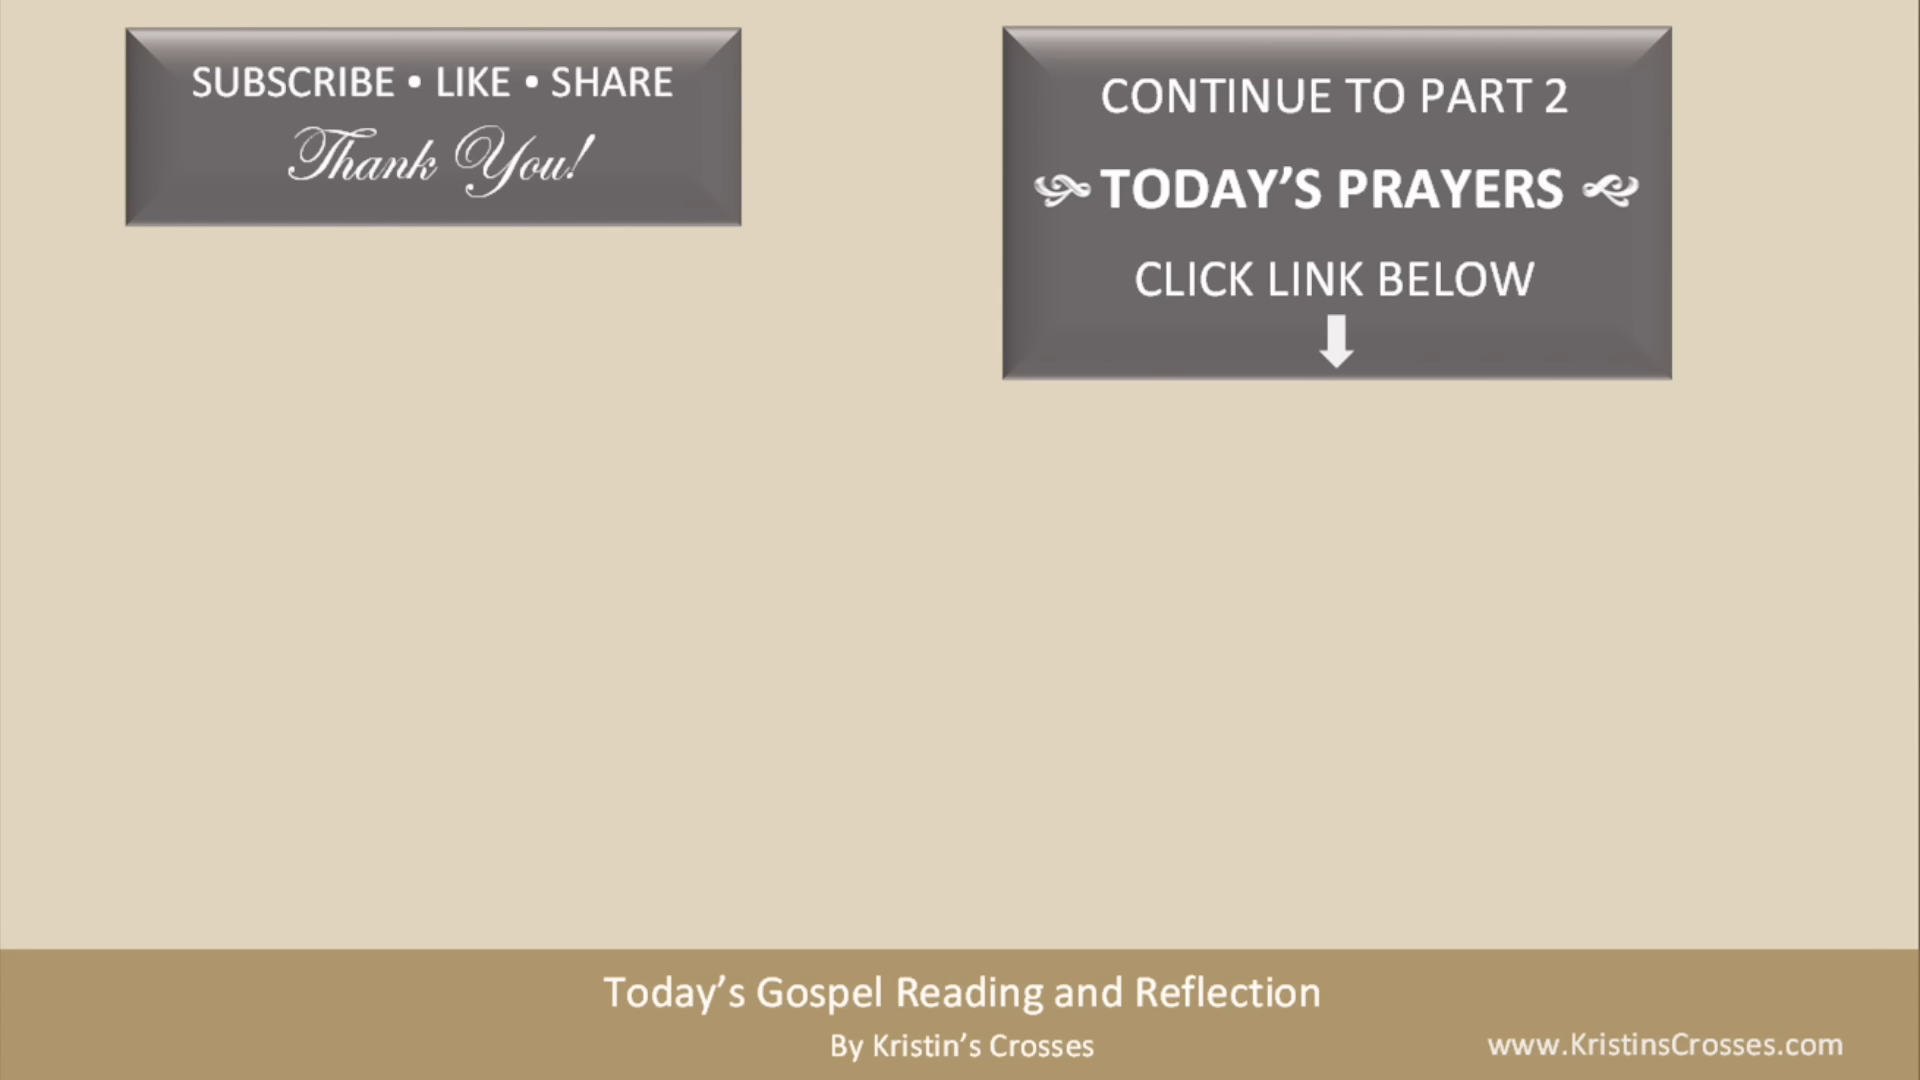 SUBSCRIBE • LIKE • SHARE
Thank You!
CONTINUE TO PART 2
TODAY’S PRAYERS
CLICK LINK BELOW
Today’s Gospel Reading and Reflection
By Kristin’s Crosses
www.KristinsCrosses.com